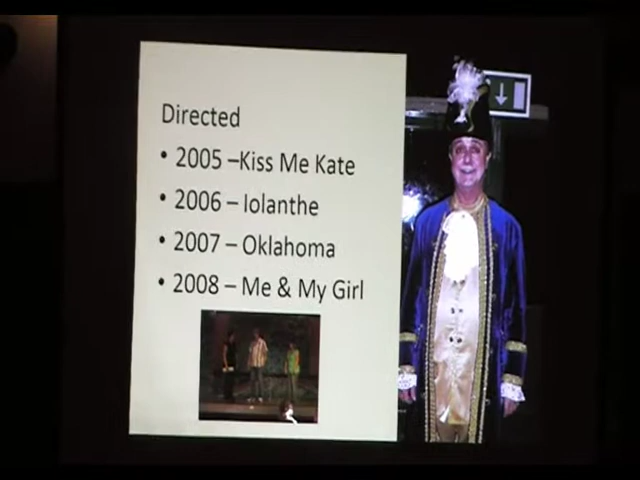 Directed
• 2005 –Kiss Me Kate
• 2006 – Iolanthe
• 2007 – Oklahoma
• 2008 – Me & My Girl